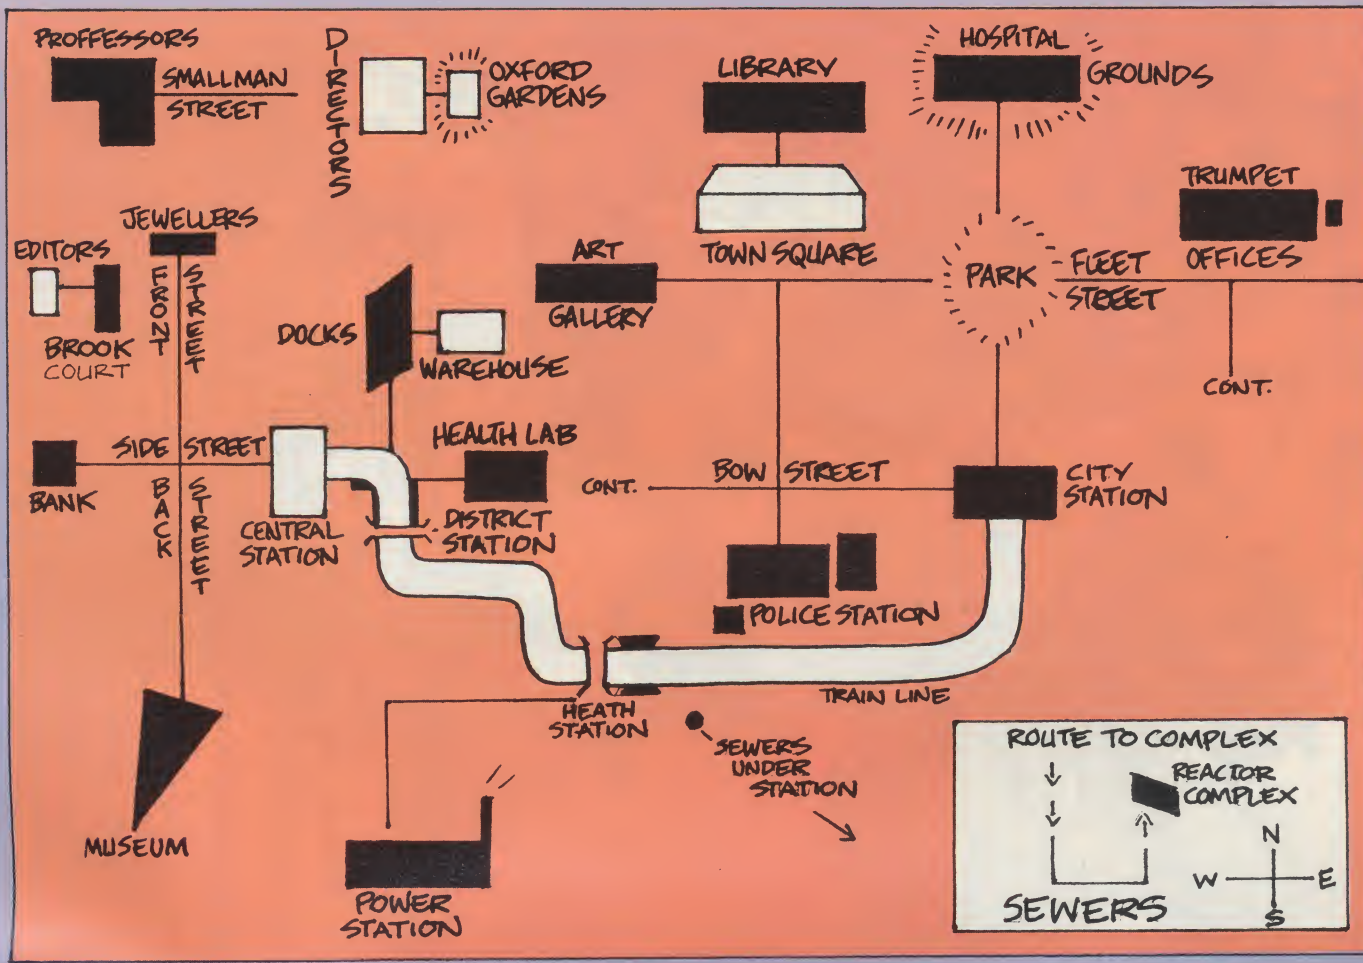 PROFFESSORS
SMALLMAN
STREET
DIRECTORS
OXFORD
GARDENS
LIBRARY
TOWN SQUARE
HOSPITAL
GROUNDS
TRUMPET
OFFICES
JEWELLERS
EDITORS
BROOK
COURT
FRONT
STREET
DOCKS
WAREHOUSE
ART
GALLERY
PARK
FLEET
STREET
CONT.
SIDE STREET
BANK
BACK
STREET
CENTRAL
STATION
HEALTH LAB
DISTRICT
STATION
CONT.
BOW STREET
CITY
STATION
POLICE STATION
TRAIN LINE
HEATH
STATION
SEWERS
UNDER
STATION
MUSEUM
POWER
STATION
ROUTE TO COMPLEX
REACTOR
COMPLEX
N
W E
S
SEWERS